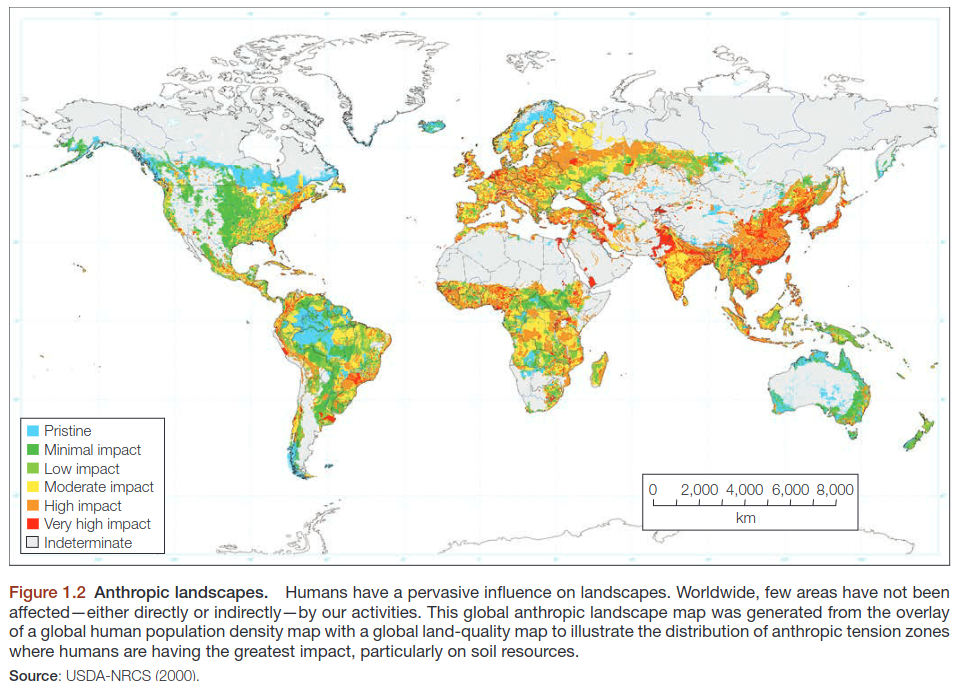 Pristine
Minimal impact
Low impact
Moderate impact
High impact
Very high impact
Indeterminate
0 2,000 4,000 6,000 8,000
km
Figure 1.2 Anthropic landscapes. Humans have a pervasive influence on landscapes. Worldwide, few areas have not been
affected—either directly or indirectly—by our activities. This global anthropic landscape map was generated from the overlay
of a global human population density map with a global land-quality map to illustrate the distribution of anthropic tension zones
where humans are having the greatest impact, particularly on soil resources.
Source: USDA-NRCS (2000).